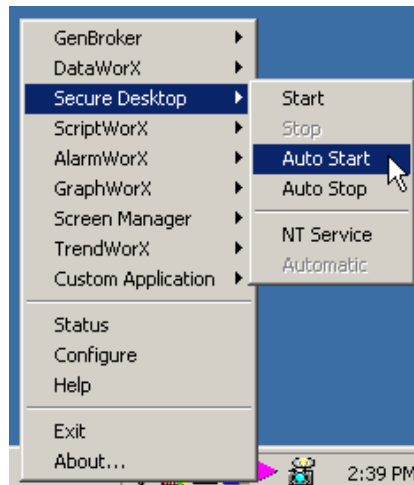 GenBroker
DataWorX
Secure Desktop
ScriptWorX
AlarmWorX
GraphWorX
Screen Manager
TrendWorX
Custom Application
Status
Configure
Help
Exit
About...
Start
Stop
Auto Start
Auto Stop
NT Service
Automatic
2:39 PM